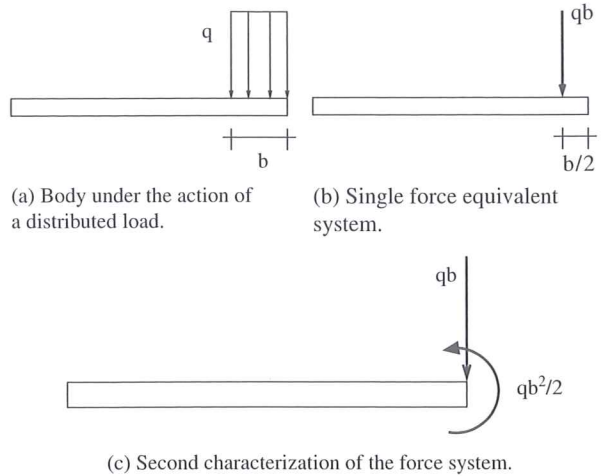 q
b
(a) Body under the action of
a distributed load.
qb
b/2
(b) Single force equivalent
system.
qb
qb²/2
(c) Second characterization of the force system.